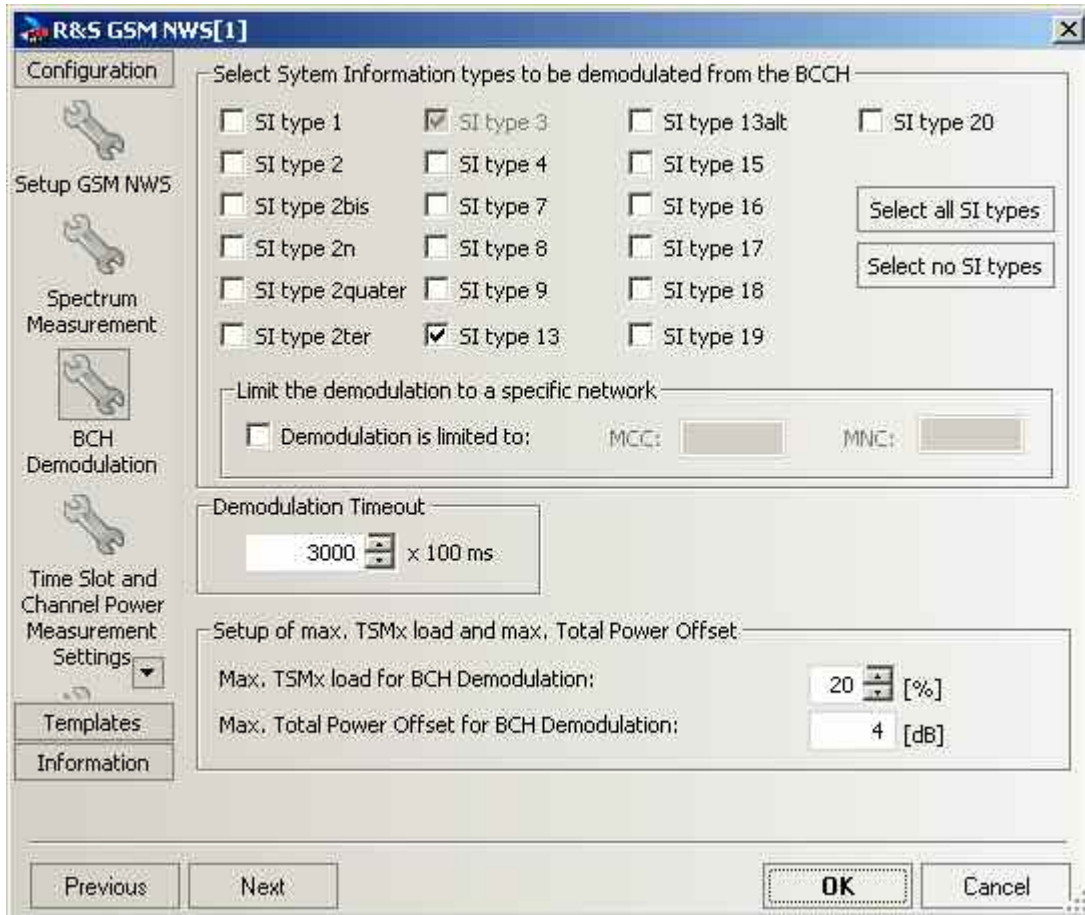 R&S GSM NWS[1]
Configuration
Setup GSM NWS
Spectrum
Measurement
BCH
Demodulation
Time Slot and
Channel Power
Measurement
Settings
Templates
Information
Select Sytem Information types to be demodulated from the BCCH
SI type 1
SI type 3
SI type 13alt
SI type 20
SI type 2
SI type 4
SI type 15
SI type 2bis
SI type 7
SI type 16
Select all SI types
SI type 2n
SI type 8
SI type 17
Select no SI types
SI type 2quater
SI type 9
SI type 18
SI type 2ter
SI type 13
SI type 19
Limit the demodulation to a specific network
Demodulation is limited to:
MCC:
MNC:
Demodulation Timeout
3000 x 100 ms
Setup of max. TSMx load and max. Total Power Offset
Max. TSMx load for BCH Demodulation:
20 [%]
Max. Total Power Offset for BCH Demodulation:
4 [dB]
Previous
Next
OK
Cancel